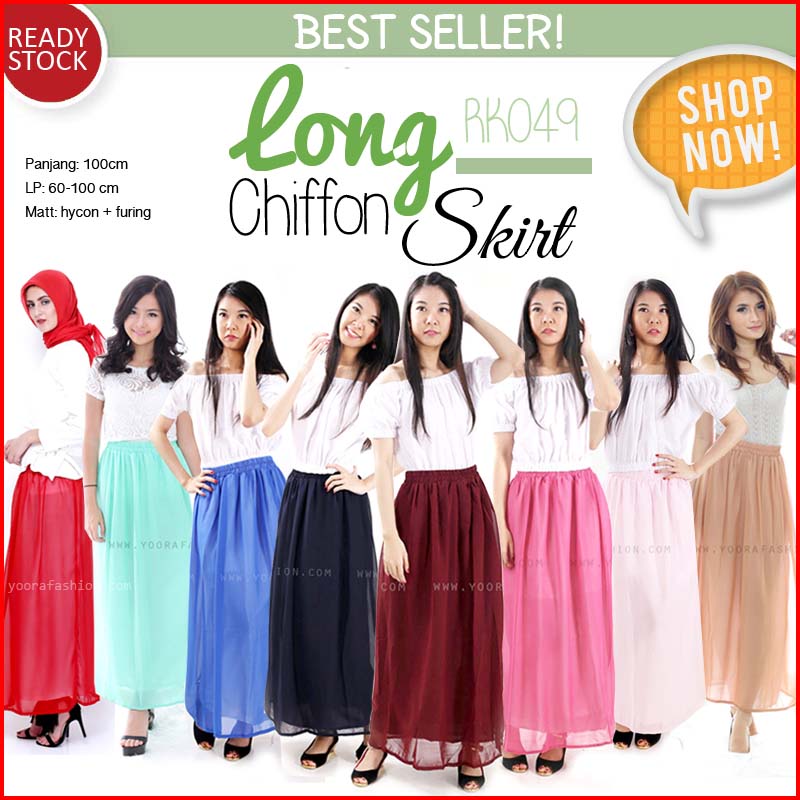 READY
STOCK
BEST SELLER!
Long
RK049
Chiffon
Skirt
SHOP
NOW!
Panjang: 100cm
LP: 60-100 cm
Matt: hycon + furing
yoorafashion.com
WWW.YOORAFASHION.COM